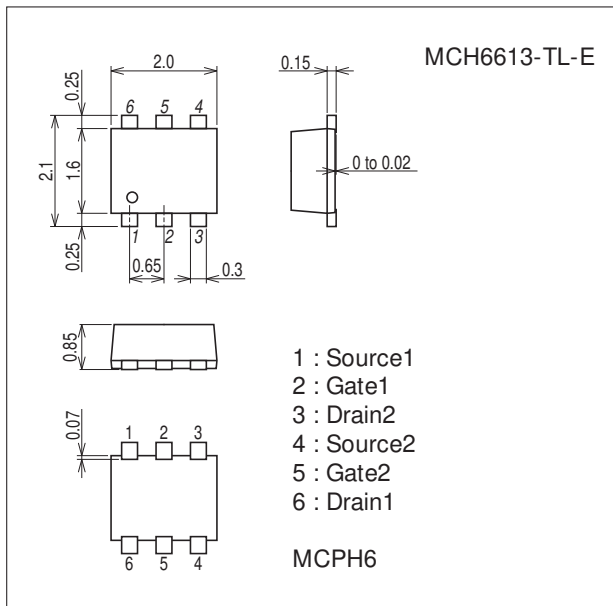 MCH6613-TL-E
2.0
0.15
0.25
6 5 4
2.1
1.6
0 to 0.02
0.25
1 2 3
0.65
0.3
0.85
1 : Source1
2 : Gate1
3 : Drain2
4 : Source2
5 : Gate2
6 : Drain1
0.07
1 2 3
6 5 4
MCPH6